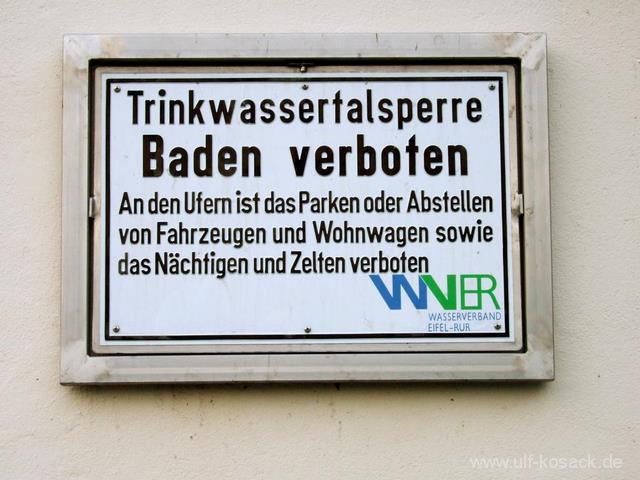 Trinkwassertalsperre
Baden verboten
An den Ufern ist das Parken oder Abstellen
von Fahrzeugen und Wohnwagen sowie
das Nächtigen und Zelten verboten
WVER
WASSERVERBAND
EIFEL-RUR
www.ulf-kosack.de